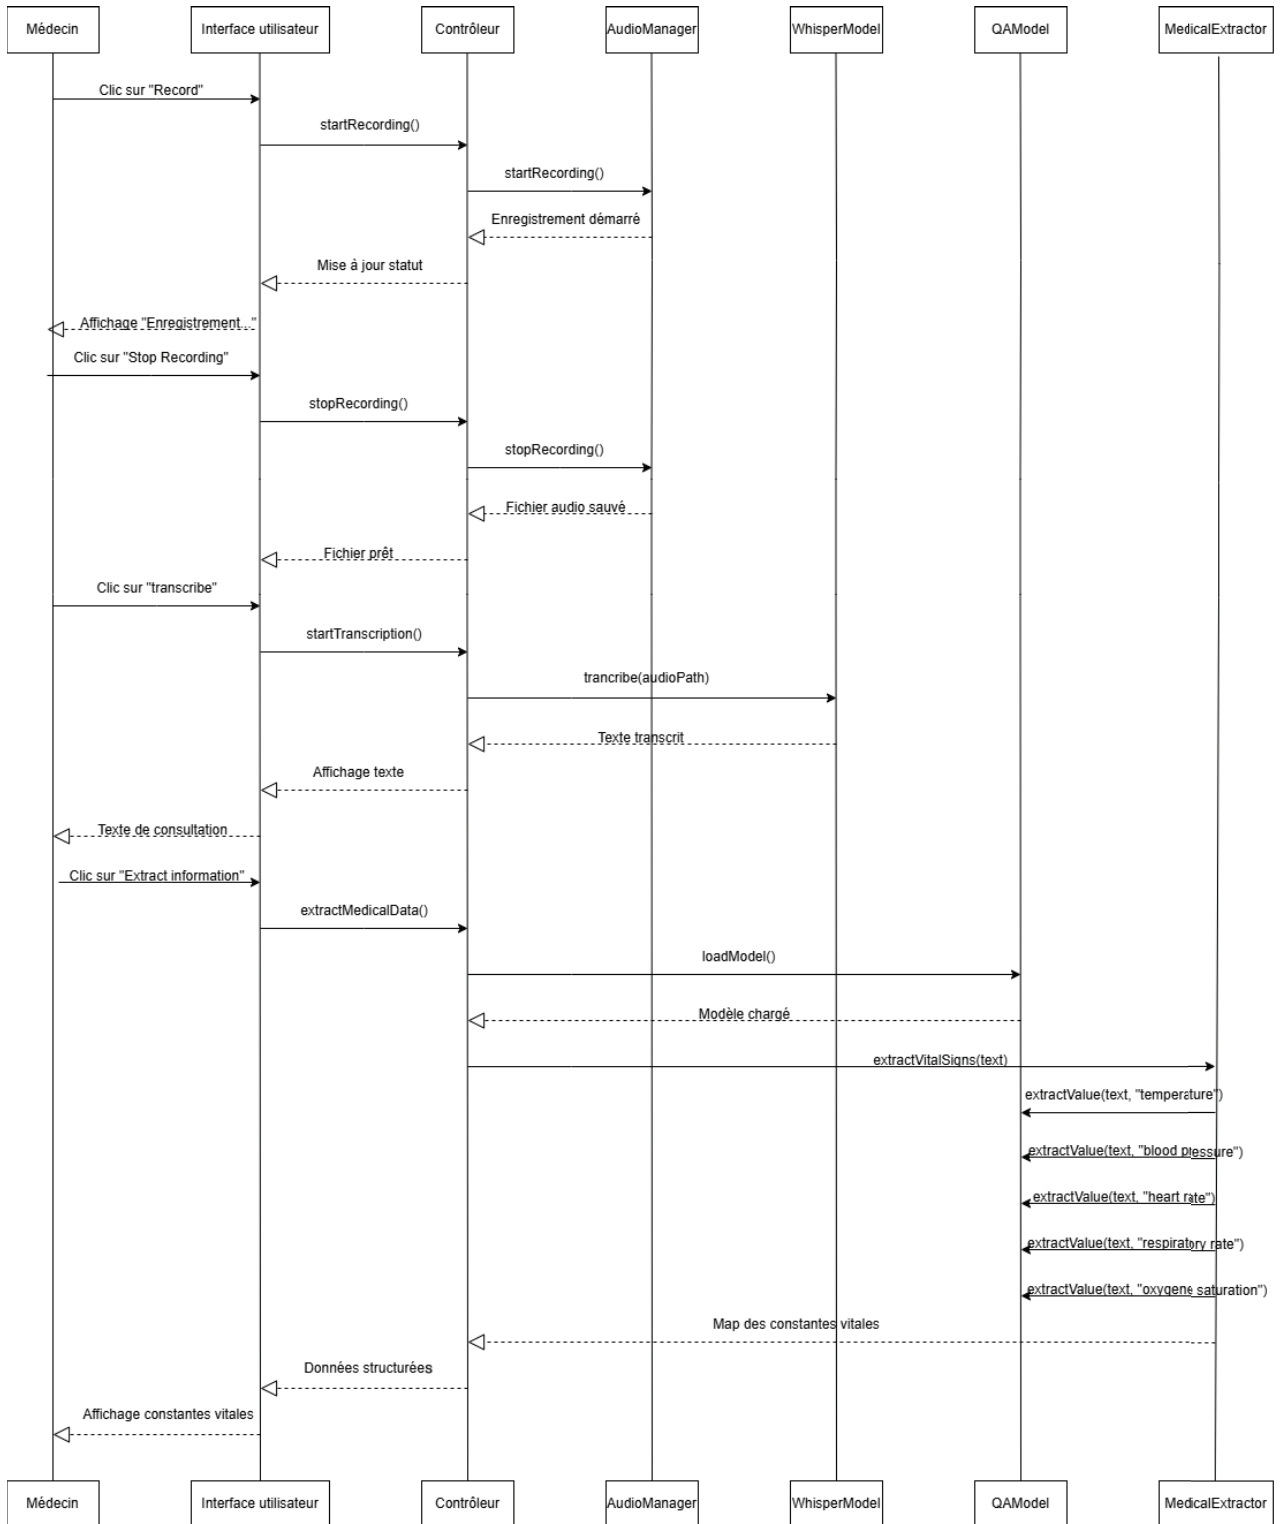 Médecin
Interface utilisateur
Contrôleur
AudioManager
WhisperModel
QAModel
MedicalExtractor
Clic sur "Record"
startRecording()
startRecording()
Enregistrement démarré
Mise à jour statut
Affichage "Enregistrement..."
Clic sur "Stop Recording"
stopRecording()
stopRecording()
Fichier audio sauvé
Fichier prêt
Clic sur "transcribe"
startTranscription()
trancribe(audioPath)
Texte transcrit
Affichage texte
Texte de consultation
Clic sur "Extract information"
extractMedicalData()
loadModel()
Modèle chargé
extractVitalSigns(text)
extractValue(text, "temperature")
extractValue(text, "blood pressure")
extractValue(text, "heart rate")
extractValue(text, "respiratory rate")
extractValue(text, "oxygene saturation")
Map des constantes vitales
Données structurées
Affichage constantes vitales
Médecin
Interface utilisateur
Contrôleur
AudioManager
WhisperModel
QAModel
MedicalExtractor